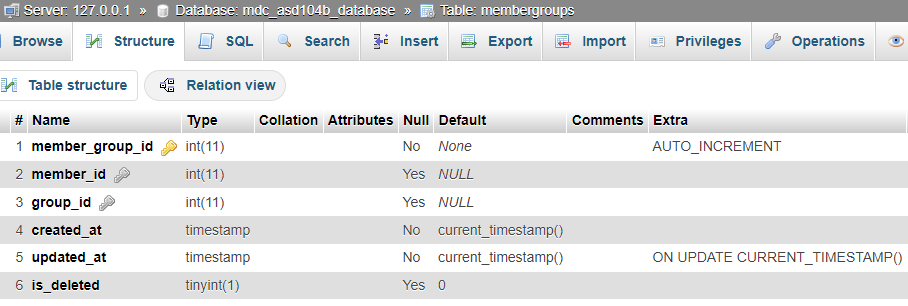 Server: 127.0.0.1 » Database: mdc_asd104b_database » Table: membergroups
Browse Structure SQL Search Insert Export Import Privileges Operations
Table structure Relation view
# Name Type Collation Attributes Null Default Comments Extra
1 member_group_id int(11) No None AUTO_INCREMENT
2 member_id int(11) Yes NULL
3 group_id int(11) Yes NULL
4 created_at timestamp No current_timestamp()
5 updated_at timestamp No current_timestamp() ON UPDATE CURRENT_TIMESTAMP()
6 is_deleted tinyint(1) Yes 0